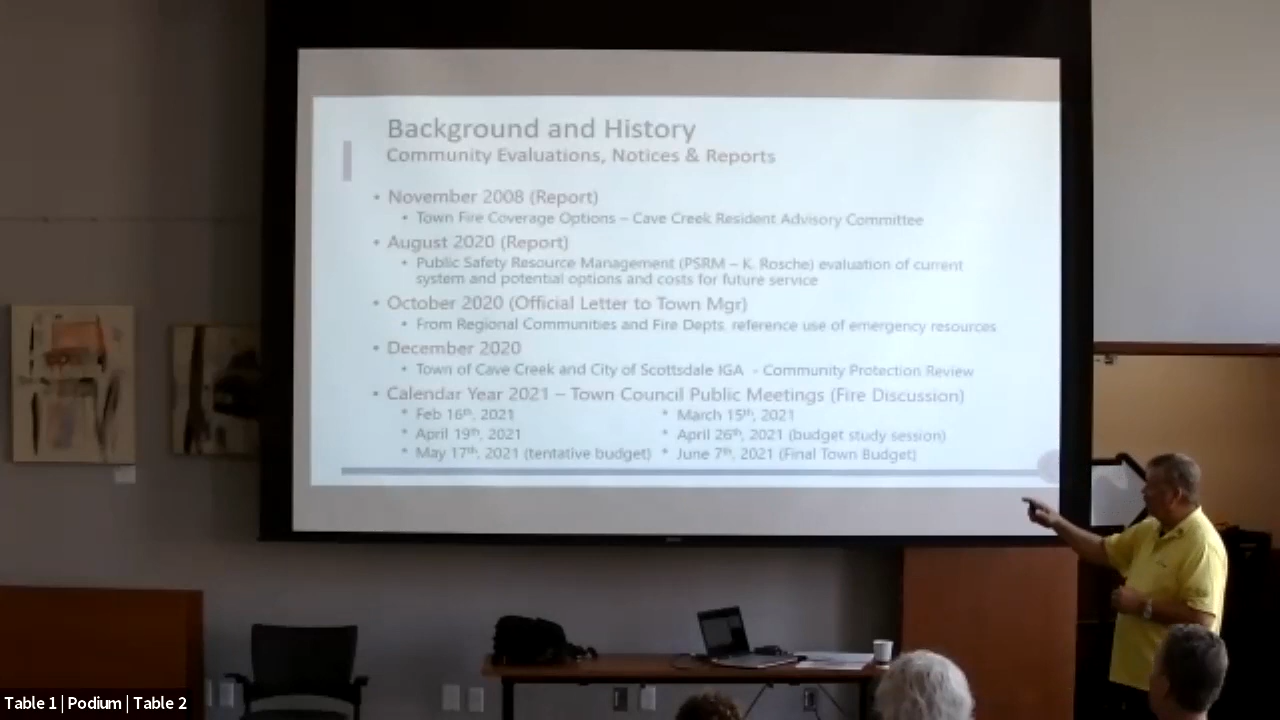 Background and History
Community Evaluations, Notices & Reports
• November 2008 (Report)
• Town Fire Coverage Options – Cave Creek Resident Advisory Committee
• August 2020 (Report)
• Public Safety Resource Management (PSRM – K. Rosche) evaluation of current
system and potential options and costs for future service
• October 2020 (Official Letter to Town Mgr)
• From Regional Communities and Fire Depts. reference use of emergency resources
• December 2020
• Town of Cave Creek and City of Scottsdale IGA - Community Protection Review
• Calendar Year 2021 – Town Council Public Meetings (Fire Discussion)
* Feb 16th, 2021 * March 15th, 2021
* April 19th, 2021 * April 26th, 2021 (budget study session)
* May 17th, 2021 (tentative budget) * June 7th, 2021 (Final Town Budget)
Table 1 | Podium | Table 2